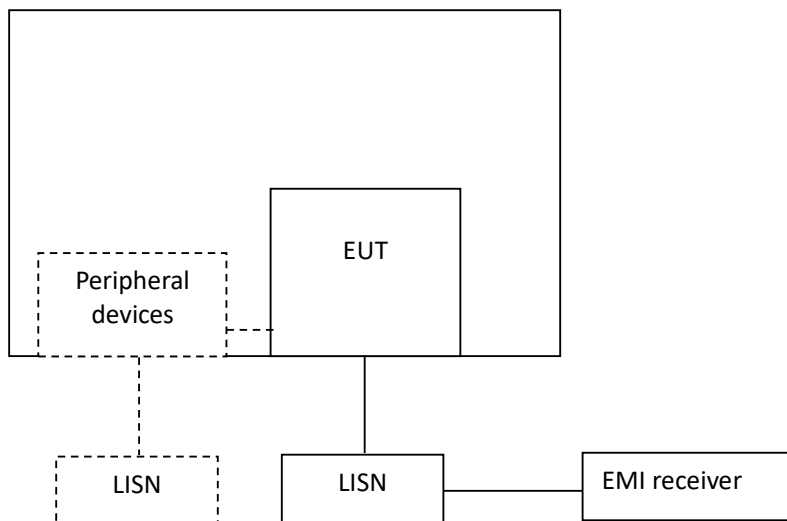 EUT
Peripheral
devices
LISN
LISN
EMI receiver